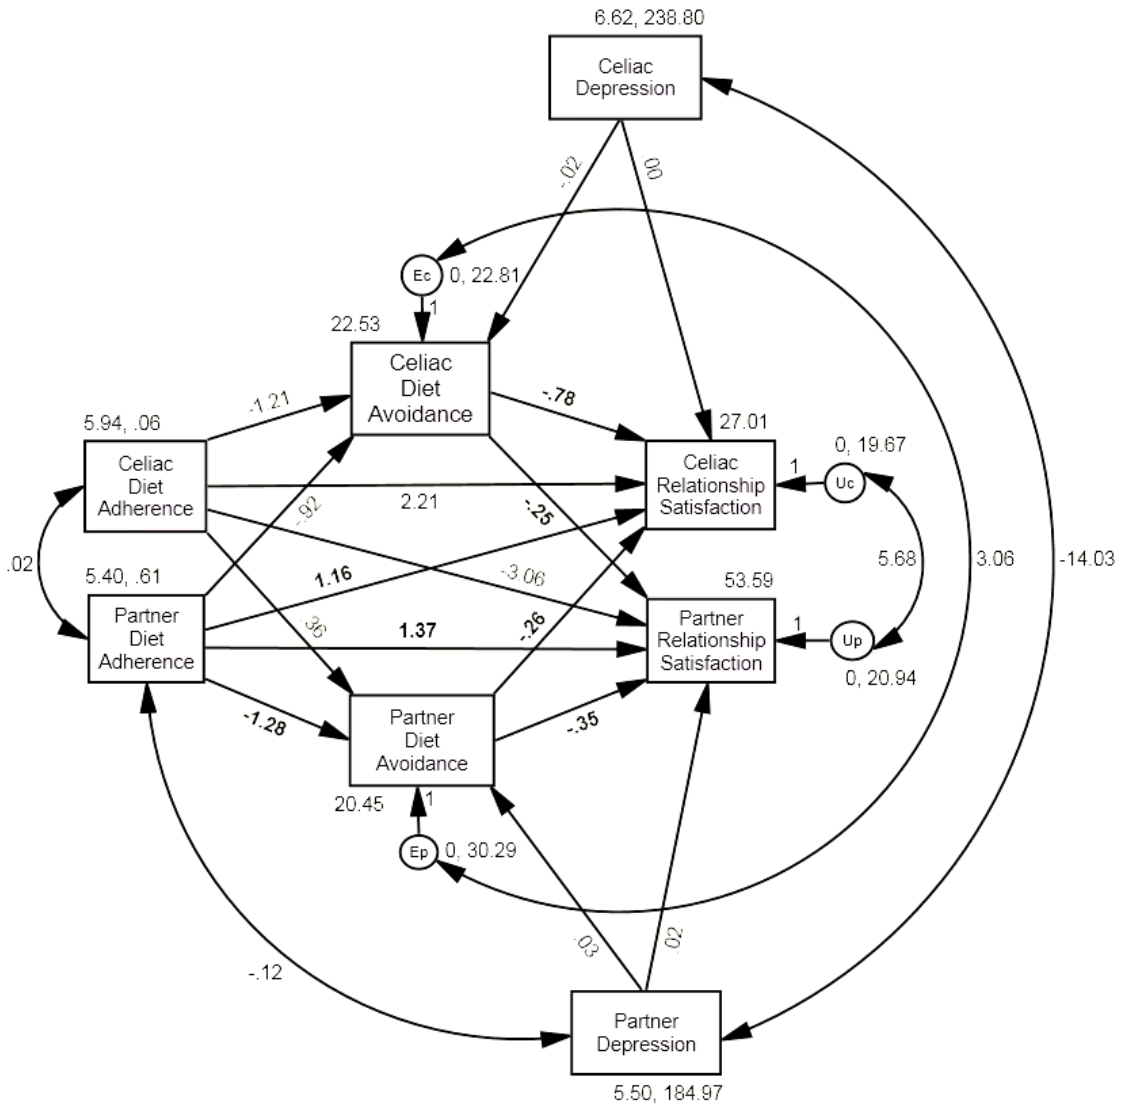 6.62, 238.80
Celiac
Depression
-.02
.00
Ec
0, 22.81
1
22.53
Celiac
Diet
Avoidance
-1.21
-.78
5.94, .06
Celiac
Diet
Adherence
27.01
Celiac
Relationship
Satisfaction
0, 19.67
1
Uc
2.21
-.92
-.25
.02
5.40, .61
Partner
Diet
Adherence
1.16
-3.06
5.68
3.06
-14.03
53.59
Partner
Relationship
Satisfaction
1
Up
0, 20.94
.36
1.37
-.26
-1.28
-.35
Partner
Diet
Avoidance
20.45
1
Ep
0, 30.29
.03
.02
-.12
Partner
Depression
5.50, 184.97